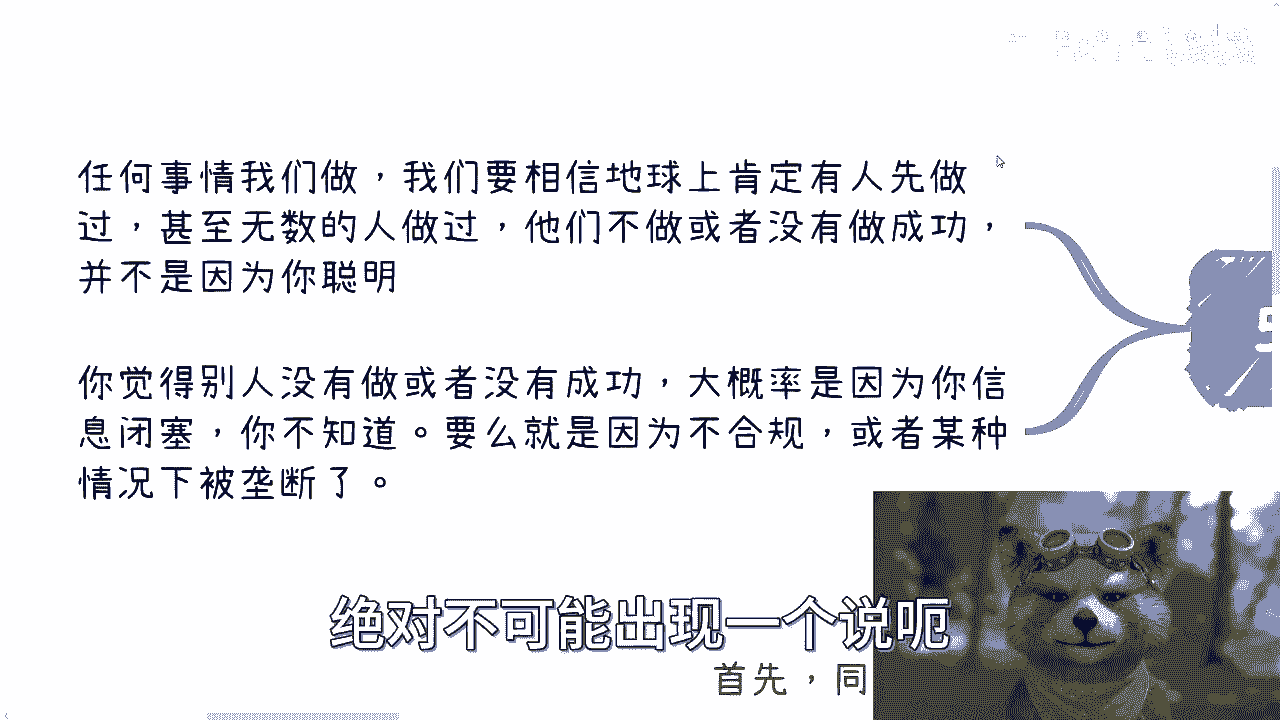 任何事情我们做，我们要相信地球上肯定有人先做
过，甚至无数的人做过，他们不做或者没有做成功，
并不是因为你聪明
你觉得别人没有做或者没有成功，大概率是因为你信
息闭塞，你不知道。要么就是因为不合规，或者某种
情况下被垄断了。
绝对不可能出现一个说呃
首先，同